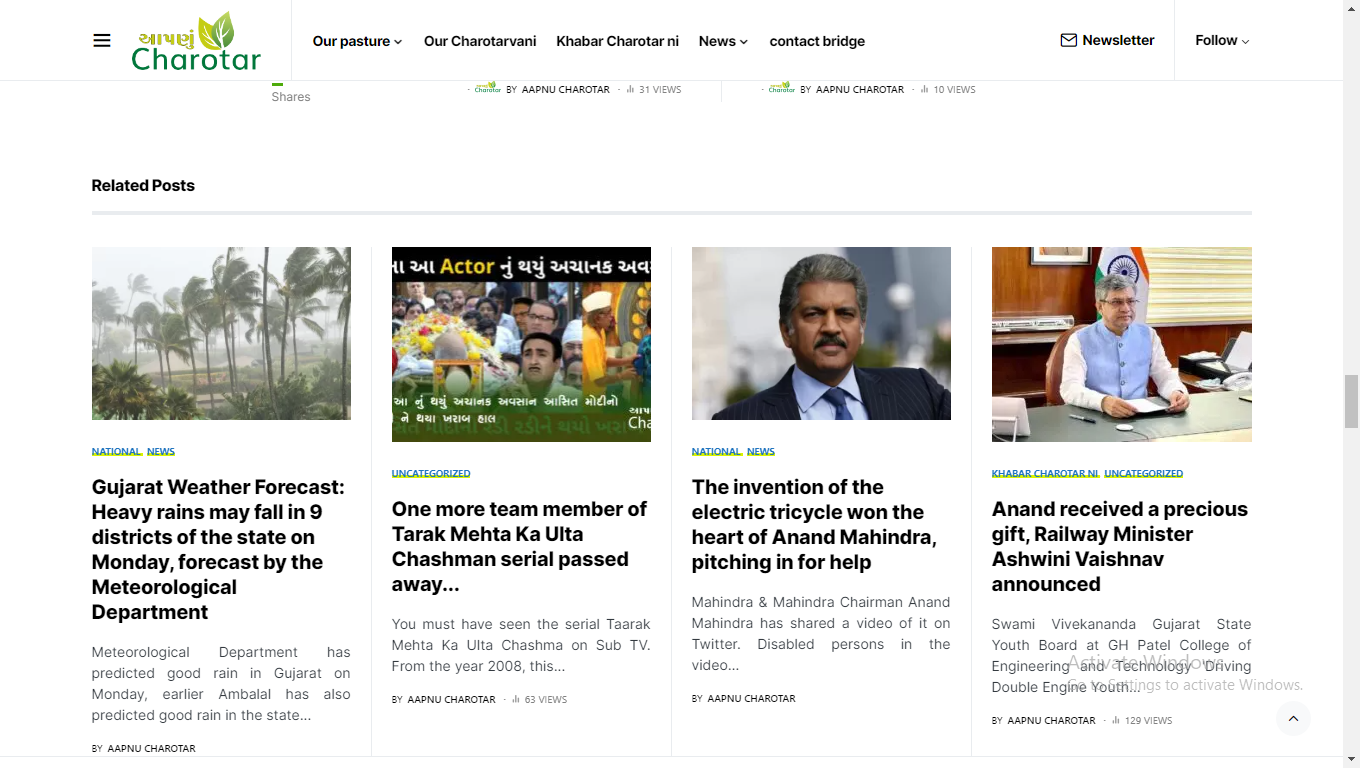 આપણું
Charotar
Our pasture
Our Charotarvani
Khabar Charotar ni
News
contact bridge
Newsletter
Follow
Shares
Charotar BY AAPNU CHAROTAR · 31 VIEWS
Charotar BY AAPNU CHAROTAR · 10 VIEWS
Related Posts
આ Actor નું થયું અચાનક
આ નું થયું અચાનક અવસાન આસિત મોદીનો
ને થયા ખરાબ હાલ
NATIONAL, NEWS
Gujarat Weather Forecast:
Heavy rains may fall in 9
districts of the state on
Monday, forecast by the
Meteorological
Department
Meteorological Department has
predicted good rain in Gujarat on
Monday, earlier Ambalal has also
predicted good rain in the state...
BY AAPNU CHAROTAR
UNCATEGORIZED
One more team member of
Tarak Mehta Ka Ulta
Chashman serial passed
away...
You must have seen the serial Taarak
Mehta Ka Ulta Chashma on Sub TV.
From the year 2008, this...
BY AAPNU CHAROTAR · 63 VIEWS
NATIONAL, NEWS
The invention of the
electric tricycle won the
heart of Anand Mahindra,
pitching in for help
Mahindra & Mahindra Chairman Anand
Mahindra has shared a video of it on
Twitter. Disabled persons in the
video...
BY AAPNU CHAROTAR
KHABAR CHAROTAR NI, UNCATEGORIZED
Anand received a precious
gift, Railway Minister
Ashwini Vaishnav
announced
Swami Vivekananda Gujarat State
Youth Board at GH Patel College of
Engineering and Technology Driving
Double Engine Youth...
BY AAPNU CHAROTAR · 129 VIEWS
Activate Windows
Go to Settings to activate Windows.